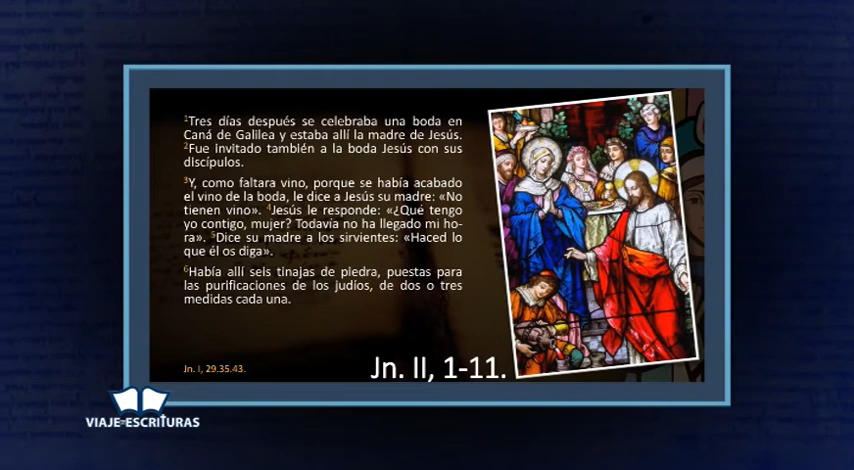 ¹Tres días después se celebraba una boda en
Caná de Galilea y estaba allí la madre de Jesús.
²Fue invitado también a la boda Jesús con sus
discípulos.
³Y, como faltara vino, porque se había acabado
el vino de la boda, le dice a Jesús su madre: «No
tienen vino». ⁴Jesús le responde: «¿Qué tengo
yo contigo, mujer? Todavía no ha llegado mi ho-
ra». ⁵Dice su madre a los sirvientes: «Haced lo
que él os diga».
⁶Había allí seis tinajas de piedra, puestas para
las purificaciones de los judíos, de dos o tres
medidas cada una.
Jn. I, 29.35.43.
Jn. II, 1-11.
VIAJE ESCRITURAS